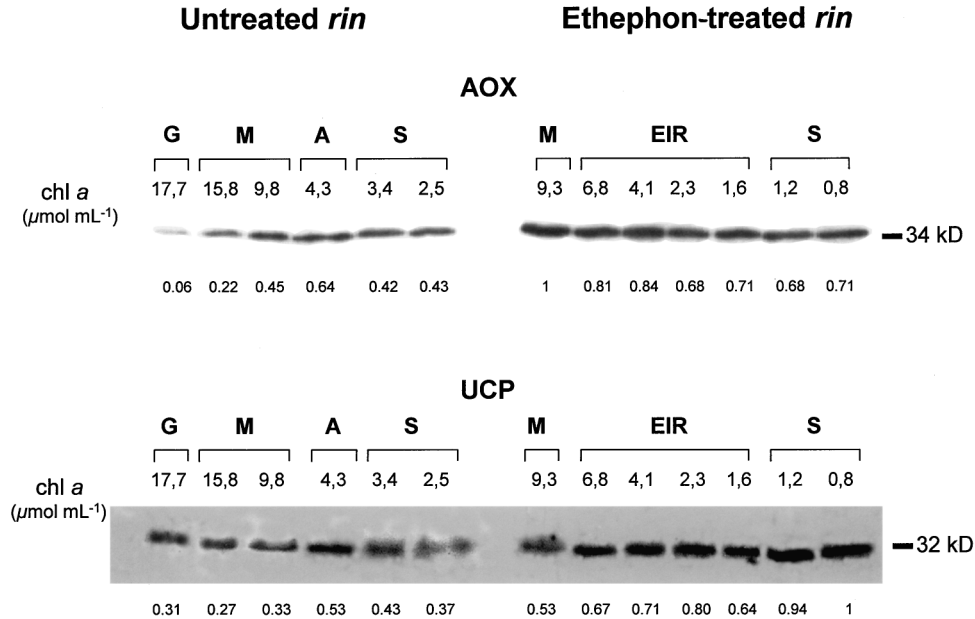 Untreated rin Ethephon-treated rin
AOX
G M A S M EIR S
chl a 17,7 15,8 9,8 4,3 3,4 2,5 9,3 6,8 4,1 2,3 1,6 1,2 0,8
(µmol mL-1)
34 kD
0.06 0.22 0.45 0.64 0.42 0.43 1 0.81 0.84 0.68 0.71 0.68 0.71
UCP
G M A S M EIR S
chl a 17,7 15,8 9,8 4,3 3,4 2,5 9,3 6,8 4,1 2,3 1,6 1,2 0,8
(µmol mL-1)
32 kD
0.31 0.27 0.33 0.53 0.43 0.37 0.53 0.67 0.71 0.80 0.64 0.94 1